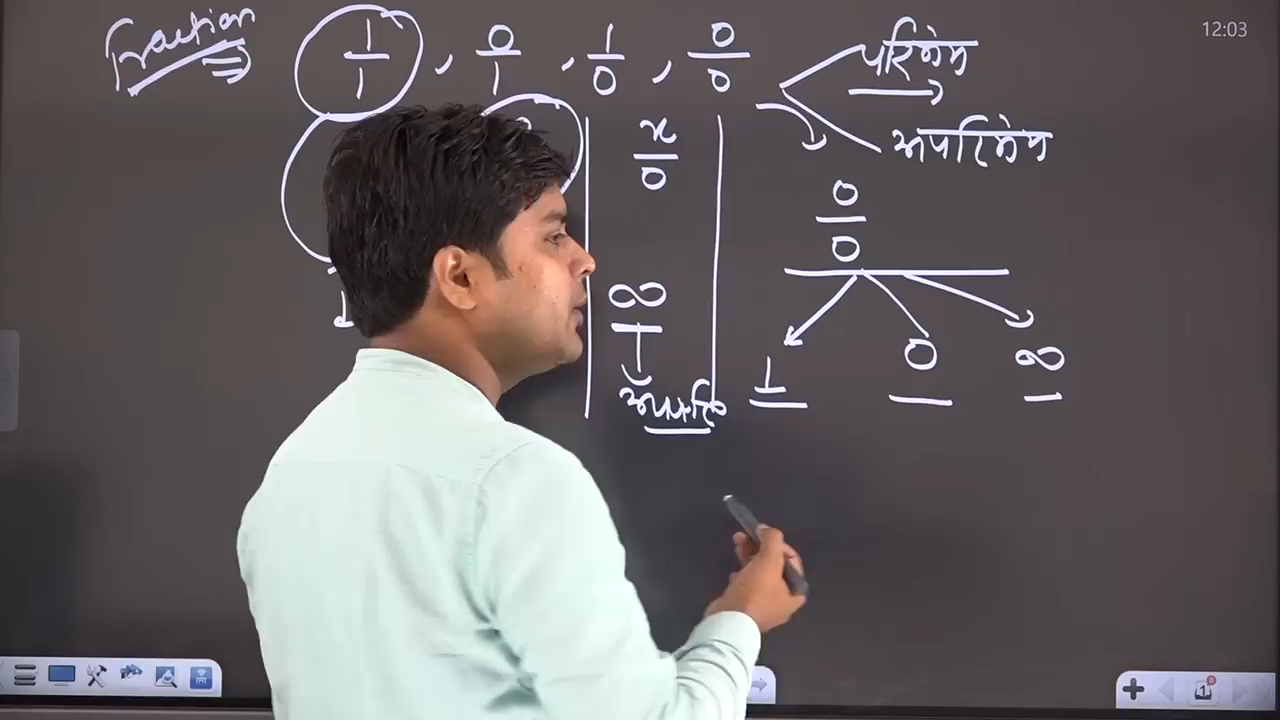 fraction ⇒ 1/1 , 0/1 , 1/0 , 0/0
परिमेय
अपरिमेय
x/0
0/0
∞
1 0 ∞
12:03
1